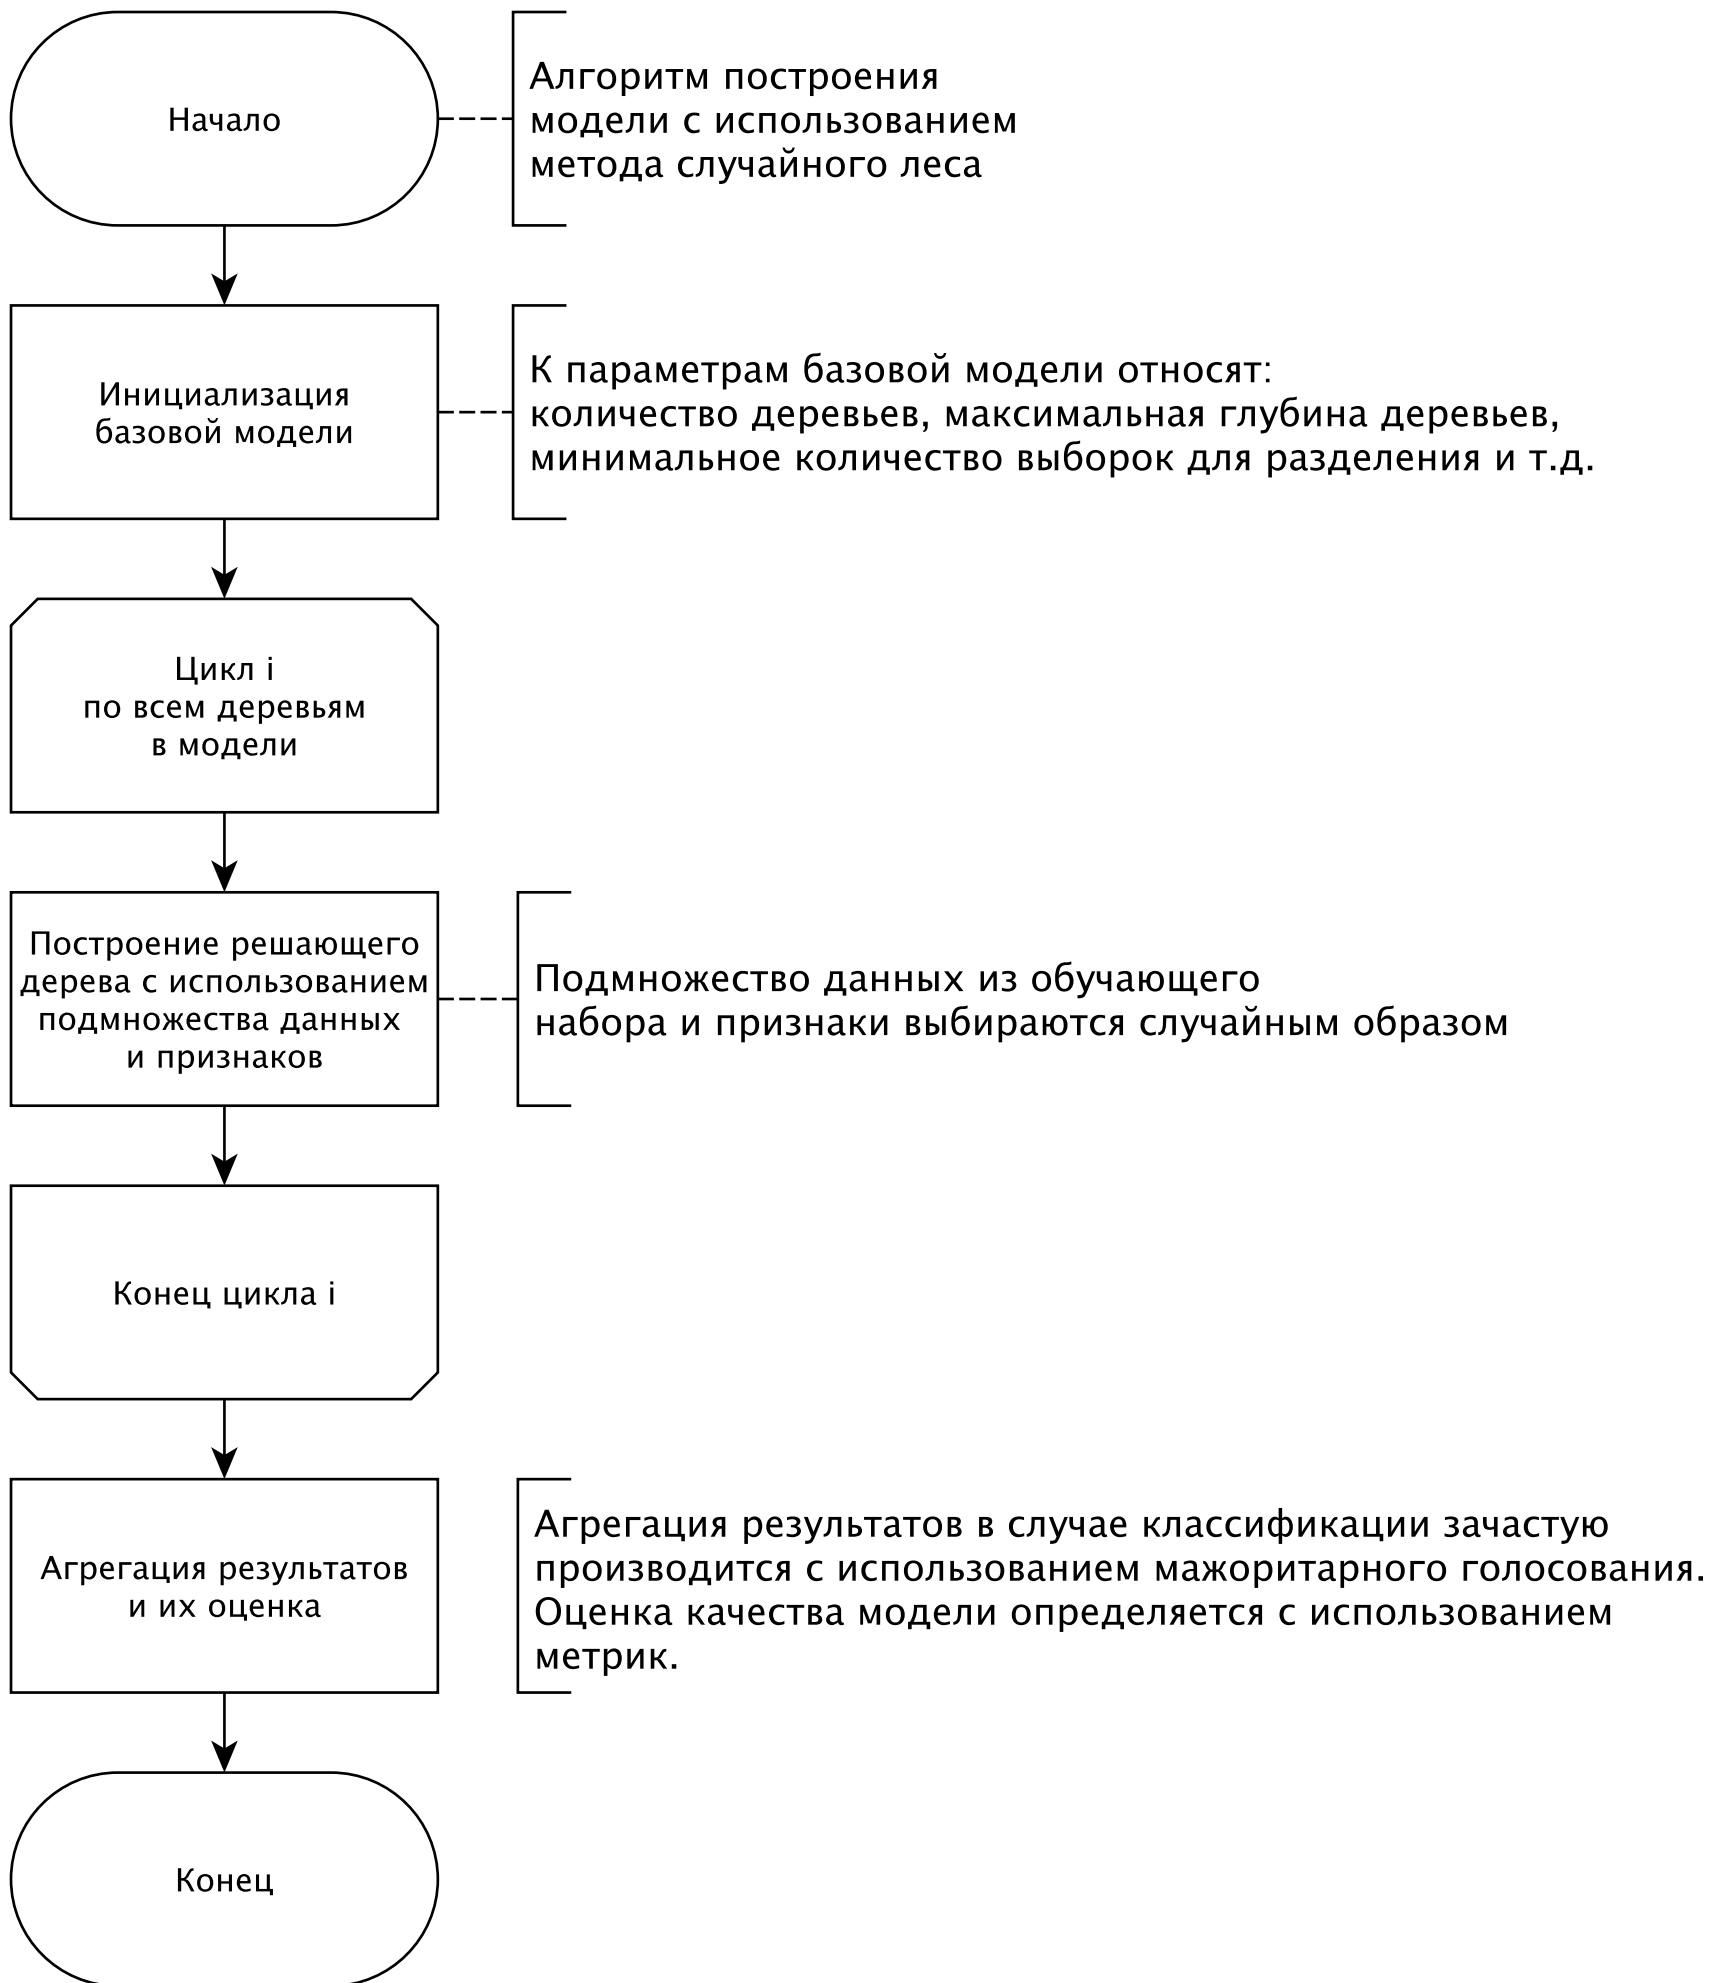 Начало
Алгоритм построения
модели с использованием
метода случайного леса
Инициализация
базовой модели
К параметрам базовой модели относят:
количество деревьев, максимальная глубина деревьев,
минимальное количество выборок для разделения и т.д.
Цикл i
по всем деревьям
в модели
Построение решающего
дерева с использованием
подмножества данных
и признаков
Подмножество данных из обучающего
набора и признаки выбираются случайным образом
Конец цикла i
Агрегация результатов
и их оценка
Агрегация результатов в случае классификации зачастую
производится с использованием мажоритарного голосования.
Оценка качества модели определяется с использованием
метрик.
Конец